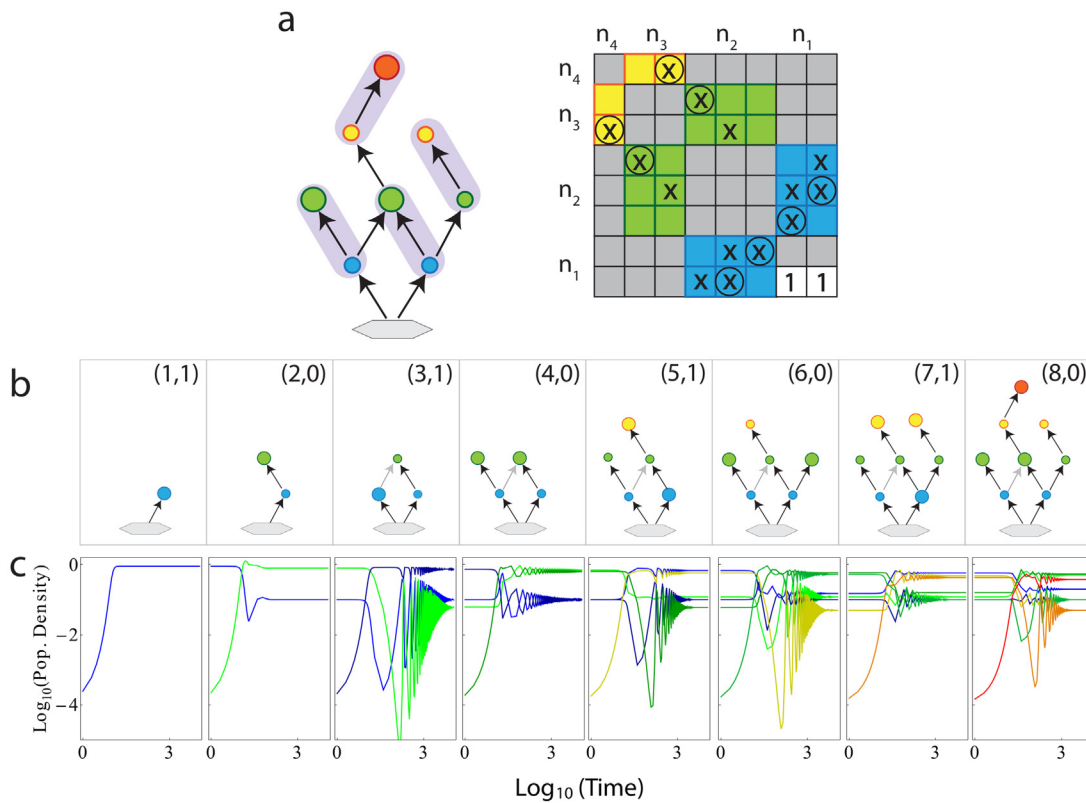 a
n4 n3 n2 n1
n4 X
n3 X
X X
n2 X X
X X X
X
n1 X X
X X 1 1
b (1,1) (2,0) (3,1) (4,0) (5,1) (6,0) (7,1) (8,0)
c
Log10(Pop. Density)
0
−2
−4
0 3 0 3 0 3 0 3 0 3 0 3 0 3 0 3
Log10(Time)